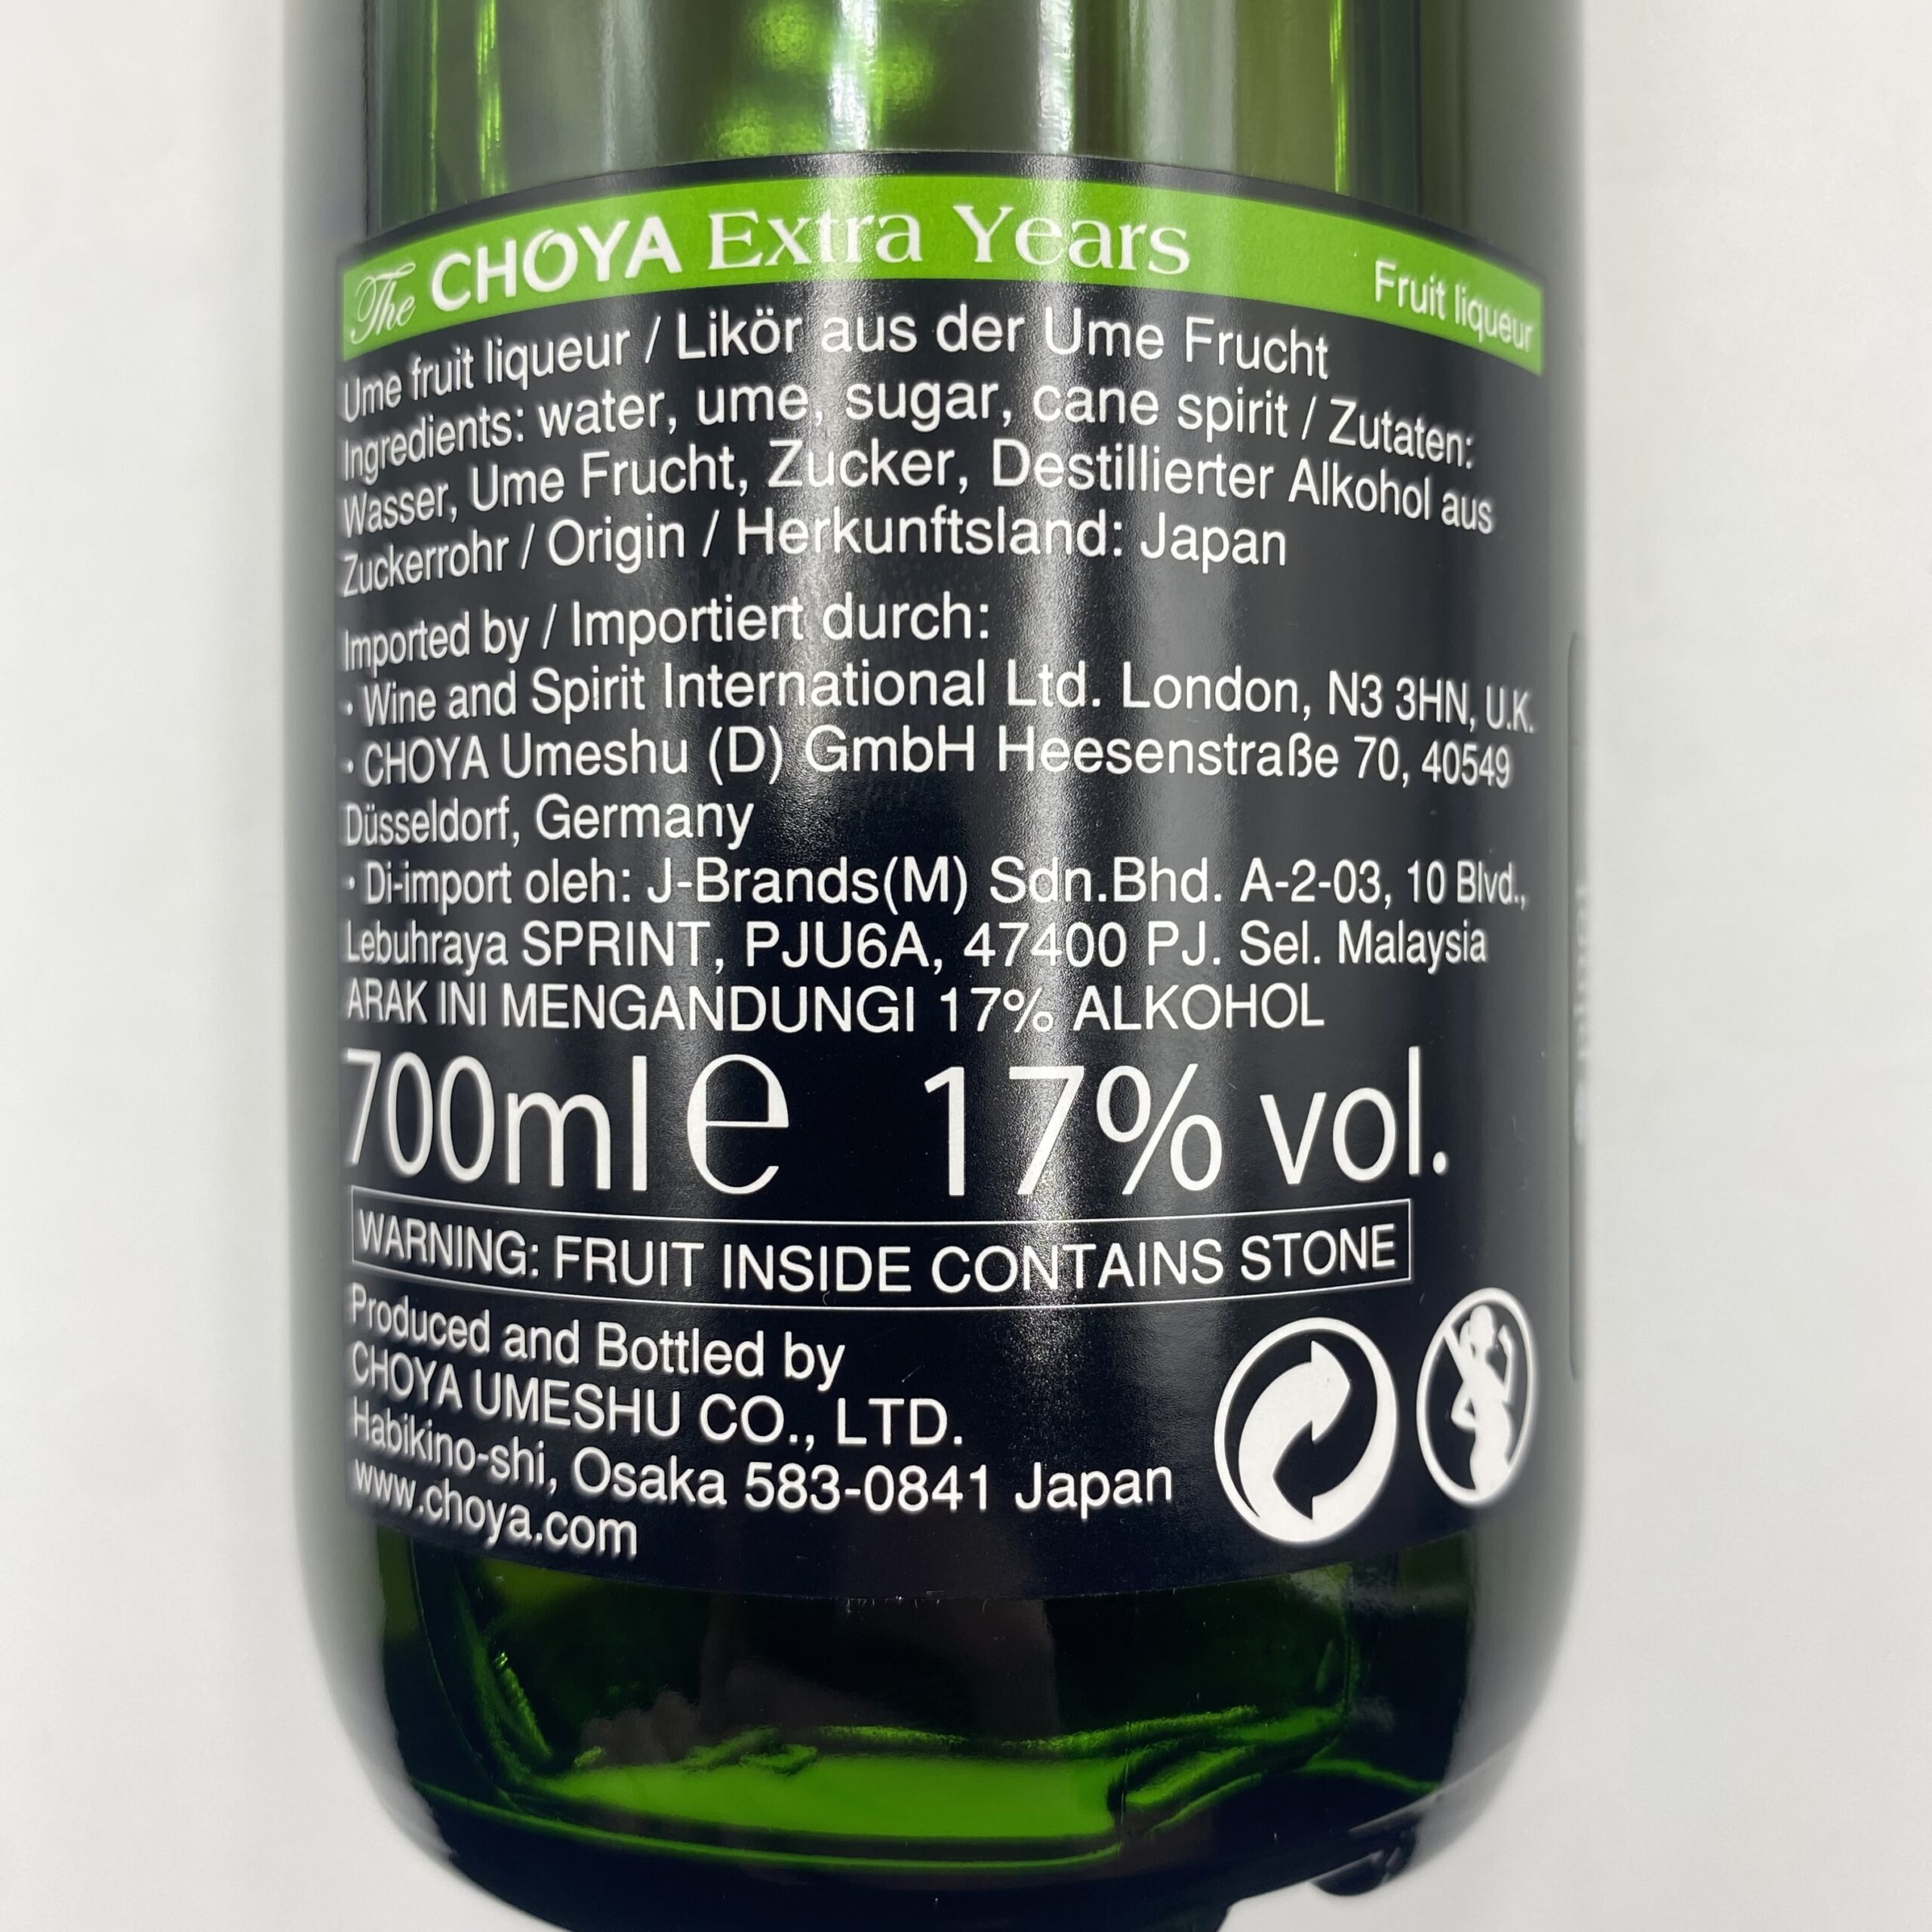 The CHOYA Extra Years Fruit liqueur
Ume fruit liqueur / Likör aus der Ume Frucht
Ingredients: water, ume, sugar, cane spirit / Zutaten:
Wasser, Ume Frucht, Zucker, Destillierter Alkohol aus
Zuckerrohr / Origin / Herkunftsland: Japan
Imported by / Importiert durch:
· Wine and Spirit International Ltd. London, N3 3HN, U.K.
· CHOYA Umeshu (D) GmbH Heesenstraße 70, 40549
Düsseldorf, Germany
· Di-import oleh: J-Brands(M) Sdn.Bhd. A-2-03, 10 Blvd.,
Lebuhraya SPRINT, PJU6A, 47400 PJ. Sel. Malaysia
ARAK INI MENGANDUNGI 17% ALKOHOL
700ml e 17% vol.
WARNING: FRUIT INSIDE CONTAINS STONE
Produced and Bottled by
CHOYA UMESHU CO., LTD.
Habikino-shi, Osaka 583-0841 Japan
www.choya.com